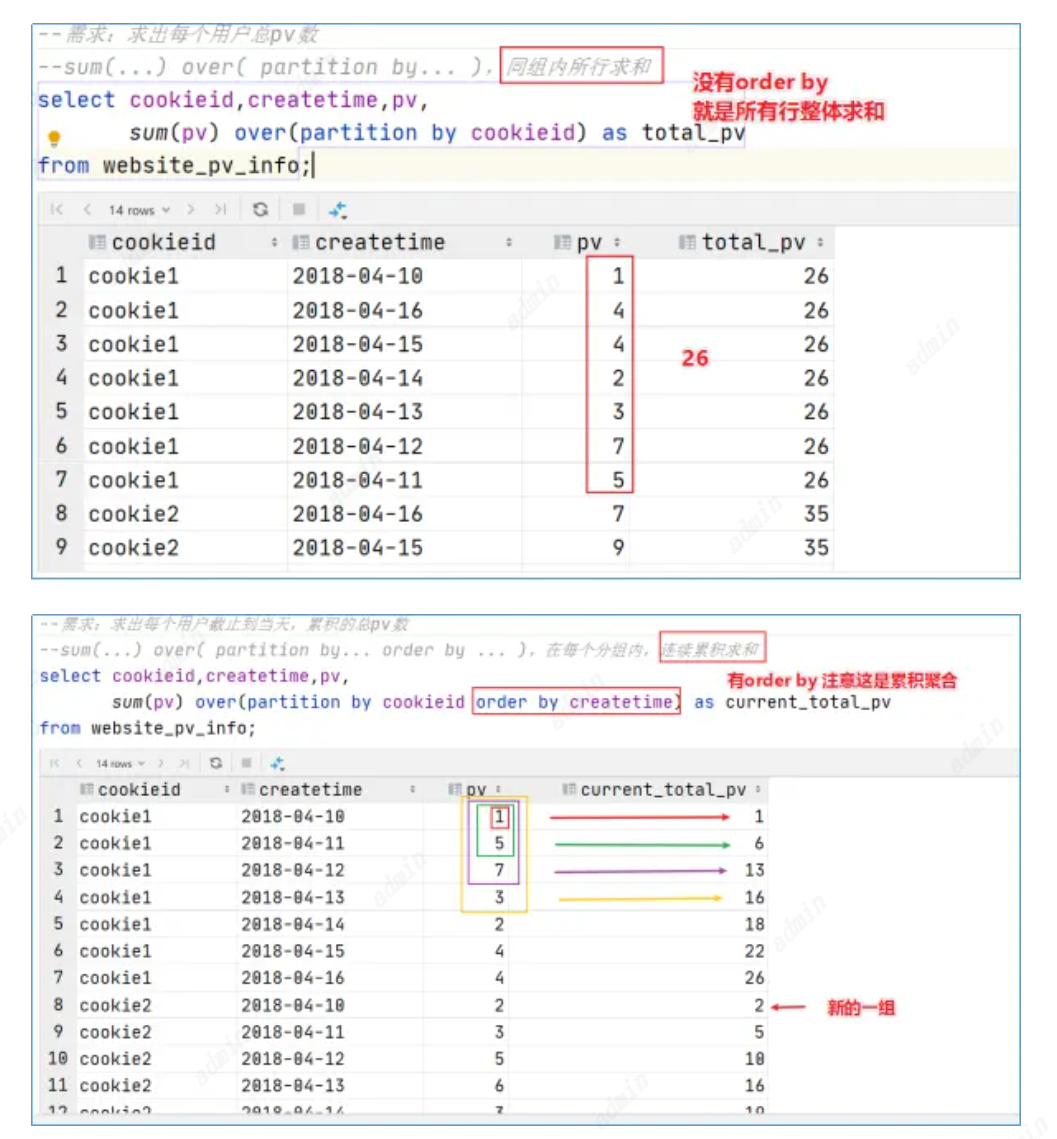 --需求：求出每个用户总pv数
--sum(...) over( partition by... )，同组内所行求和
没有order by
就是所有行整体求和
select cookieid,createtime,pv,
sum(pv) over(partition by cookieid) as total_pv
from website_pv_info;
14 rows
cookieid createtime pv total_pv
1 cookie1 2018-04-10 1 26
2 cookie1 2018-04-16 4 26
3 cookie1 2018-04-15 4 26
26
4 cookie1 2018-04-14 2 26
5 cookie1 2018-04-13 3 26
6 cookie1 2018-04-12 7 26
7 cookie1 2018-04-11 5 26
8 cookie2 2018-04-16 7 35
9 cookie2 2018-04-15 9 35
--需求：求出每个用户截止到当天，累积的总pv数
--sum(...) over( partition by... order by ... )，在每个分组内，连续累积求和
select cookieid,createtime,pv,
有order by 注意这是累积聚合
sum(pv) over(partition by cookieid order by createtime) as current_total_pv
from website_pv_info;
14 rows
cookieid createtime pv current_total_pv
1 cookie1 2018-04-10 1 1
2 cookie1 2018-04-11 5 6
3 cookie1 2018-04-12 7 13
4 cookie1 2018-04-13 3 16
5 cookie1 2018-04-14 2 18
6 cookie1 2018-04-15 4 22
7 cookie1 2018-04-16 4 26
8 cookie2 2018-04-10 2 2 新的一组
9 cookie2 2018-04-11 3 5
10 cookie2 2018-04-12 5 10
11 cookie2 2018-04-13 6 16
12 cookie2 2018-04-14 3 19
admin
admin
admin
admin
admin
admin
admin
admin